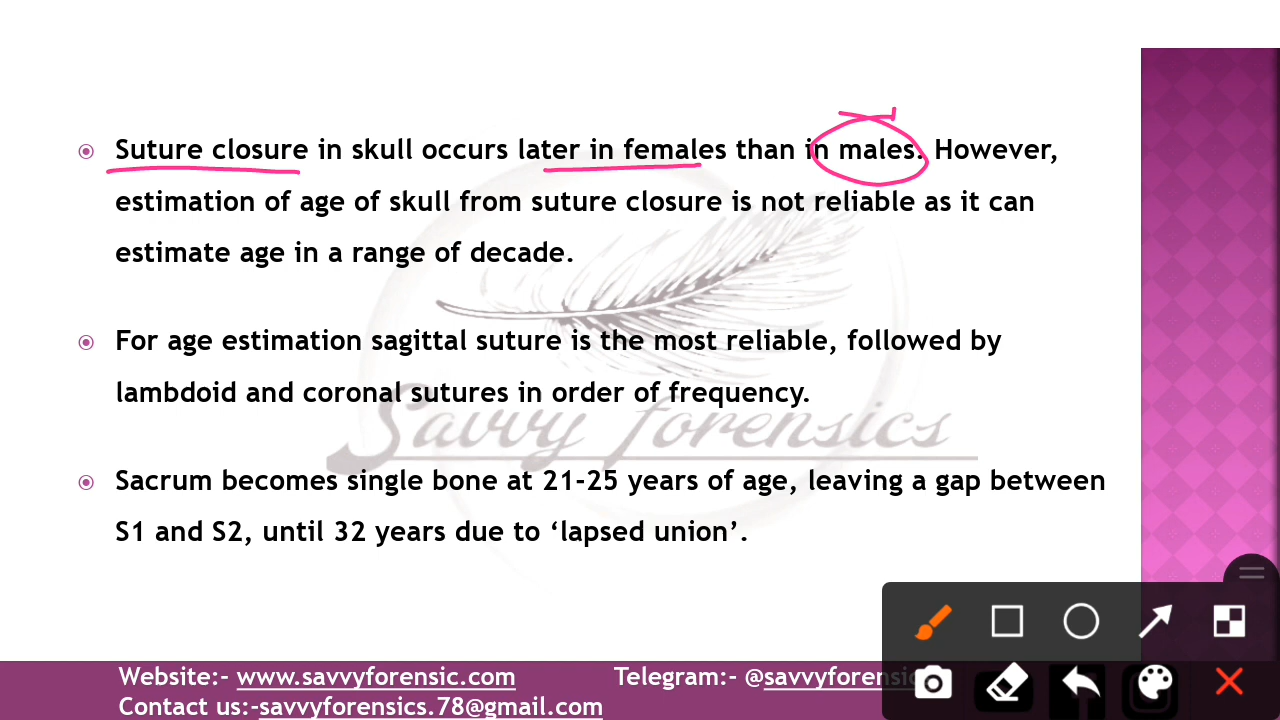 Suture closure in skull occurs later in females than in males. However,
estimation of age of skull from suture closure is not reliable as it can
estimate age in a range of decade.
For age estimation sagittal suture is the most reliable, followed by
lambdoid and coronal sutures in order of frequency.
Savvy forensics
Sacrum becomes single bone at 21-25 years of age, leaving a gap between
S1 and S2, until 32 years due to ‘lapsed union’.
Website:- www.savvyforensic.com Telegram:- @savvyforensic
Contact us:-savvyforensics.78@gmail.com